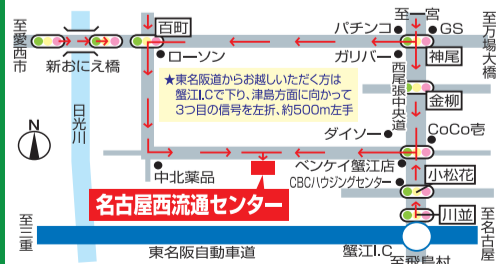 至一宮
至愛西市
百町
パチンコ
GS
至万場大橋
新おにえ橋
ローソン
ガリバー
神尾
★東名阪道からお越しいただく方は
蟹江I.Cで下り、津島方面に向かって
3つ目の信号を左折、約500m左手
西尾張中央道
金柳
日光川
N
ダイソー
CoCo壱
中北薬品
ベンケイ蟹江店
CBCハウジングセンター
小松花
名古屋西流通センター
川並
至三重
至名古屋
東名阪自動車道
蟹江I.C
至飛島村